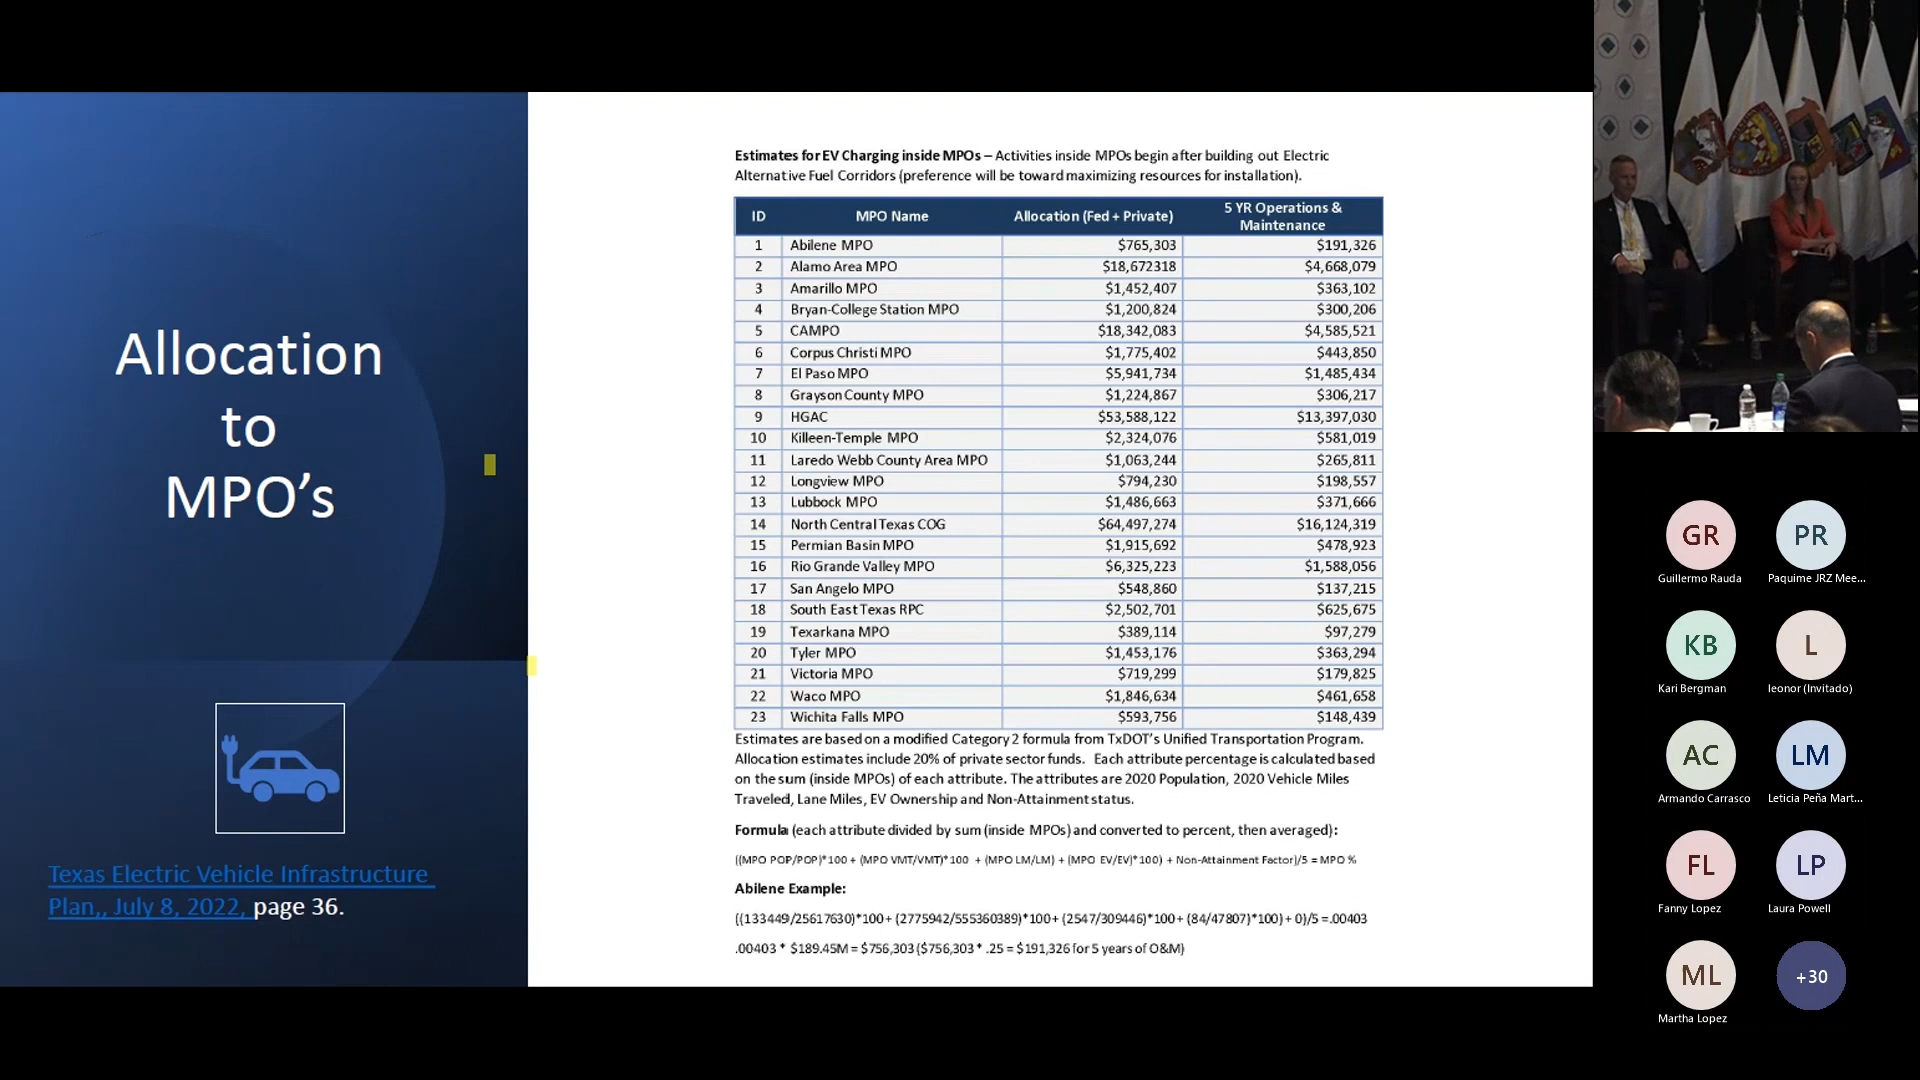 Allocation
to
MPO's
Texas Electric Vehicle Infrastructure
Plan,, July 8, 2022, page 36.
Estimates for EV Charging inside MPOs – Activities inside MPOs begin after building out Electric
Alternative Fuel Corridors (preference will be toward maximizing resources for installation).
ID MPO Name Allocation (Fed + Private) 5 YR Operations & Maintenance
1 Abilene MPO $765,303 $191,326
2 Alamo Area MPO $18,672318 $4,668,079
3 Amarillo MPO $1,452,407 $363,102
4 Bryan-College Station MPO $1,200,824 $300,206
5 CAMPO $18,342,083 $4,585,521
6 Corpus Christi MPO $1,775,402 $443,850
7 El Paso MPO $5,941,734 $1,485,434
8 Grayson County MPO $1,224,867 $306,217
9 HGAC $53,588,122 $13,397,030
10 Killeen-Temple MPO $2,324,076 $581,019
11 Laredo Webb County Area MPO $1,063,244 $265,811
12 Longview MPO $794,230 $198,557
13 Lubbock MPO $1,486,663 $371,666
14 North Central Texas COG $64,497,274 $16,124,319
15 Permian Basin MPO $1,915,692 $478,923
16 Rio Grande Valley MPO $6,325,223 $1,588,056
17 San Angelo MPO $548,860 $137,215
18 South East Texas RPC $2,502,701 $625,675
19 Texarkana MPO $389,114 $97,279
20 Tyler MPO $1,453,176 $363,294
21 Victoria MPO $719,299 $179,825
22 Waco MPO $1,846,634 $461,658
23 Wichita Falls MPO $593,756 $148,439
Estimates are based on a modified Category 2 formula from TxDOT's Unified Transportation Program.
Allocation estimates include 20% of private sector funds. Each attribute percentage is calculated based
on the sum (inside MPOs) of each attribute. The attributes are 2020 Population, 2020 Vehicle Miles
Traveled, Lane Miles, EV Ownership and Non-Attainment status.
Formula (each attribute divided by sum (inside MPOs) and converted to percent, then averaged):
((MPO POP/POP)*100 + (MPO VMT/VMT)*100 + (MPO LM/LM) + (MPO EV/EV)*100) + Non-Attainment Factor)/5 = MPO %
Abilene Example:
((133449/25617630)*100 + (2775942/555360389)*100 + (2547/309446)*100 + (84/47807)*100) + 0)/5 = .00403
.00403 * $189.45M = $756,303 ($756,303 * .25 = $191,326 for 5 years of O&M)
GR PR
Guillermo Rauda Paquime JRZ Mee...
KB L
Kari Bergman leonor (Invitado)
AC LM
Armando Carrasco Leticia Peña Mart...
FL LP
Fanny Lopez Laura Powell
ML +30
Martha Lopez